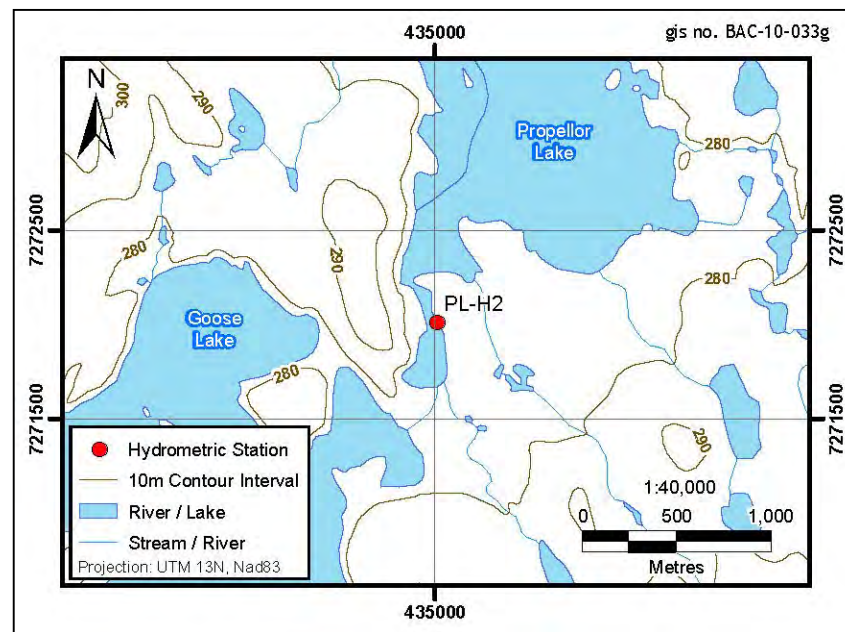 435000
gis no. BAC-10-033g
N
300
290
Propellor
Lake
280
7272500
7272500
280
290
280
PL-H2
Goose
Lake
280
7271500
7271500
290
Hydrometric Station
10m Contour Interval
River / Lake
Stream / River
Projection: UTM 13N, Nad83
1:40,000
0 500 1,000
Metres
435000